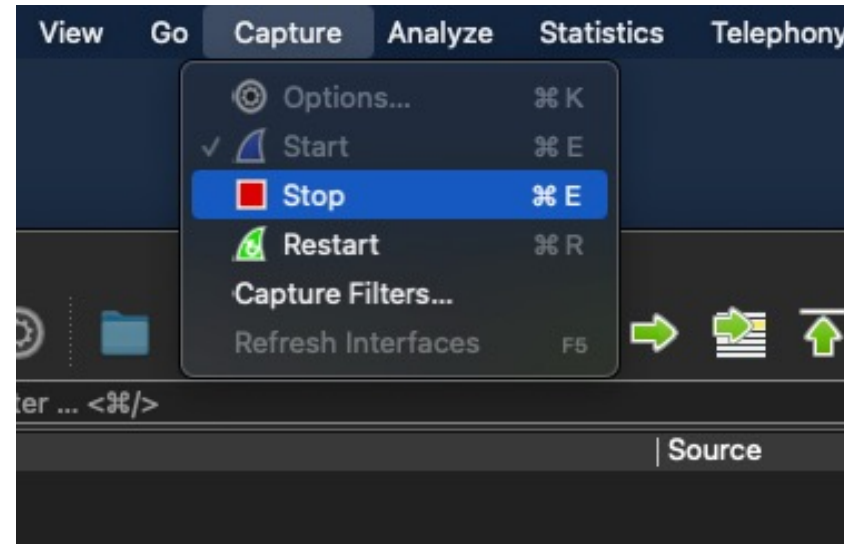 View Go Capture Analyze Statistics Telephony
Options... ⌘ K
✓ Start ⌘ E
Stop ⌘ E
Restart ⌘ R
Capture Filters...
Refresh Interfaces F5
ter ... <⌘/>
Source